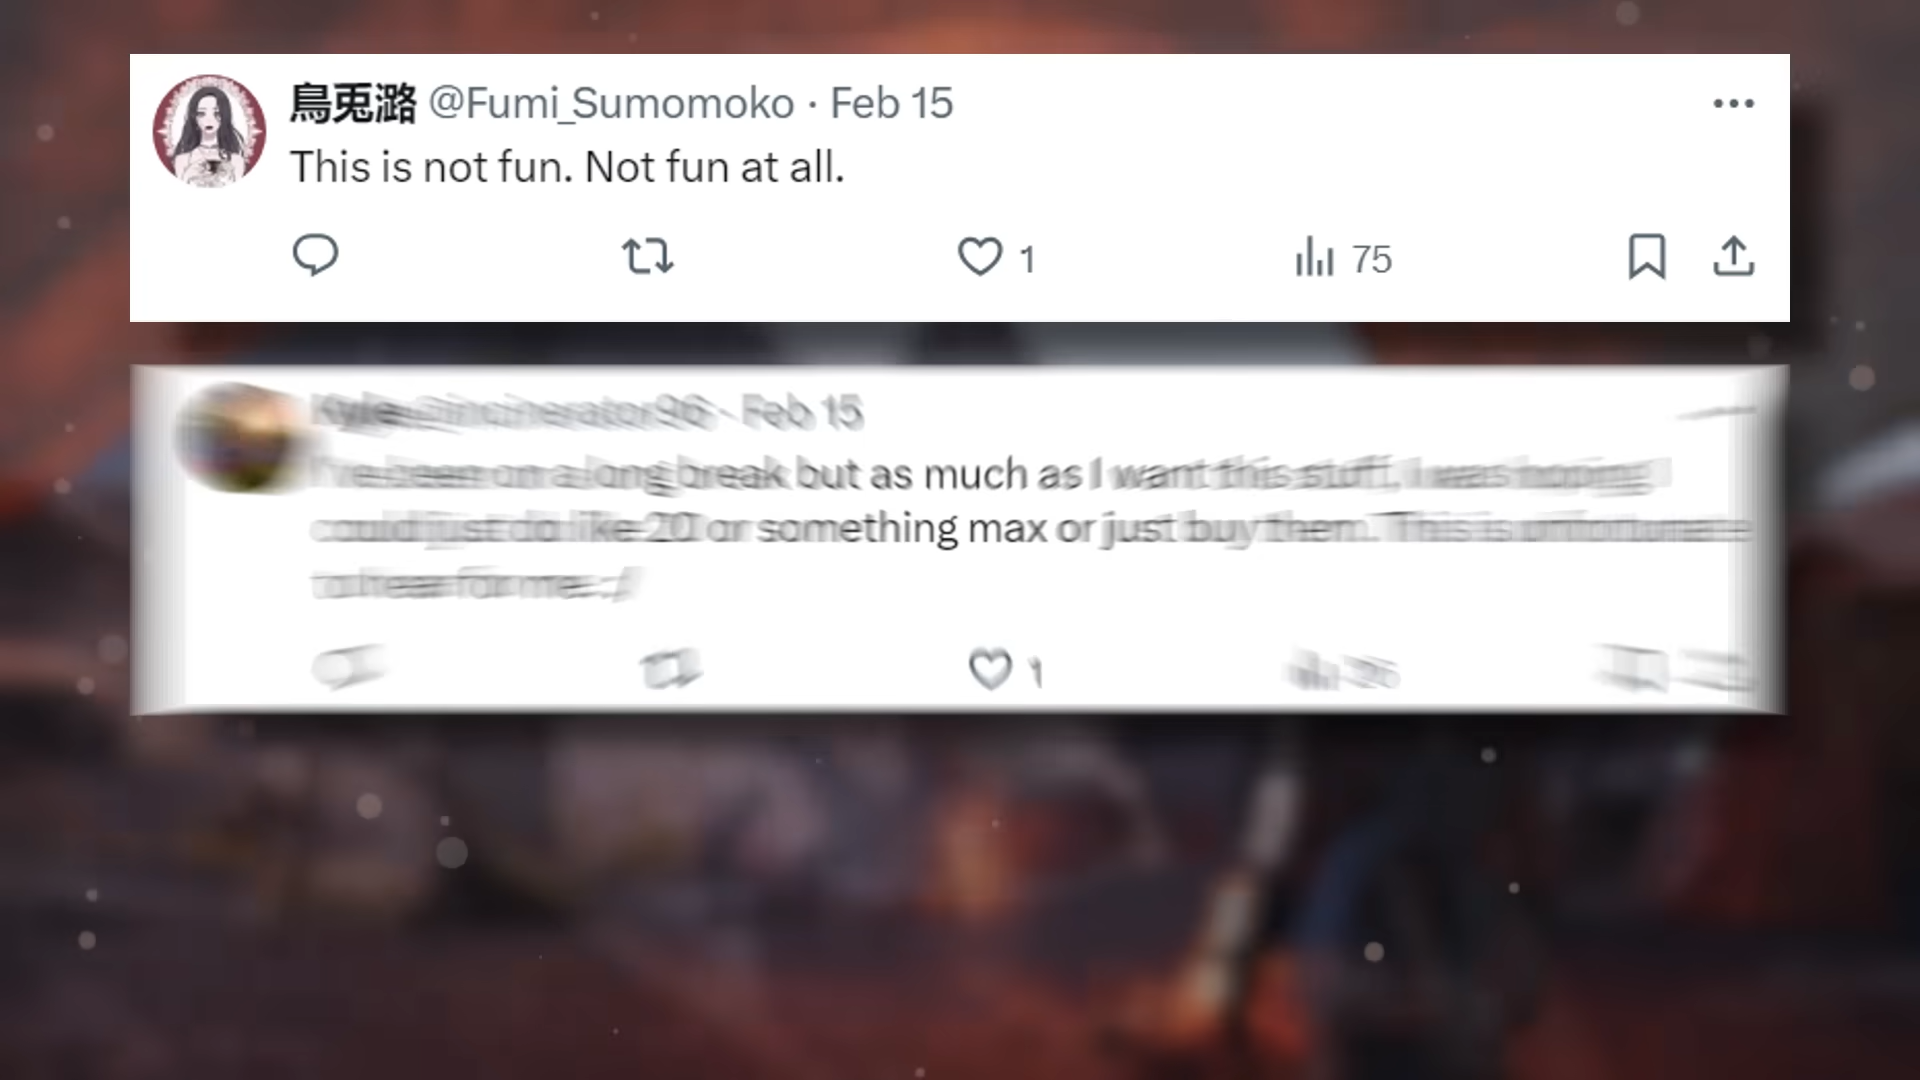 鳥兎潞 @Fumi_Sumomoko · Feb 15
This is not fun. Not fun at all.
1 75
Kyle @incinerator96 · Feb 15
I've been on a long break but as much as I want this stuff, I was hoping I
could just do like 20 or something max or just buy them. This is unfortunate
to hear for me. :/
1